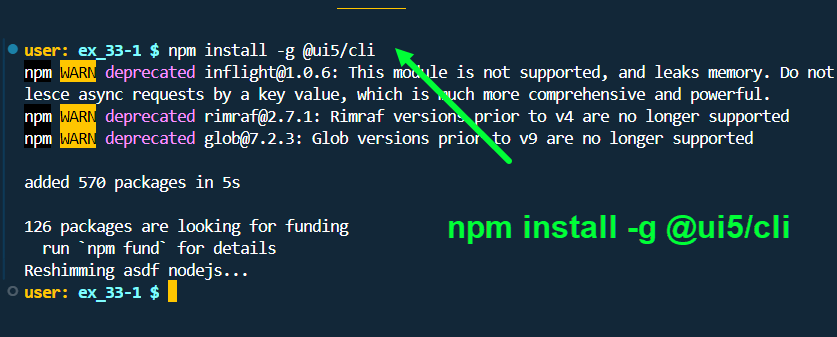 user: ex_33-1 $ npm install -g @ui5/cli
npm WARN deprecated inflight@1.0.6: This module is not supported, and leaks memory. Do not
lesce async requests by a key value, which is much more comprehensive and powerful.
npm WARN deprecated rimraf@2.7.1: Rimraf versions prior to v4 are no longer supported
npm WARN deprecated glob@7.2.3: Glob versions prior to v9 are no longer supported
added 570 packages in 5s
126 packages are looking for funding
run `npm fund` for details
Reshimming asdf nodejs...
user: ex_33-1 $
npm install -g @ui5/cli